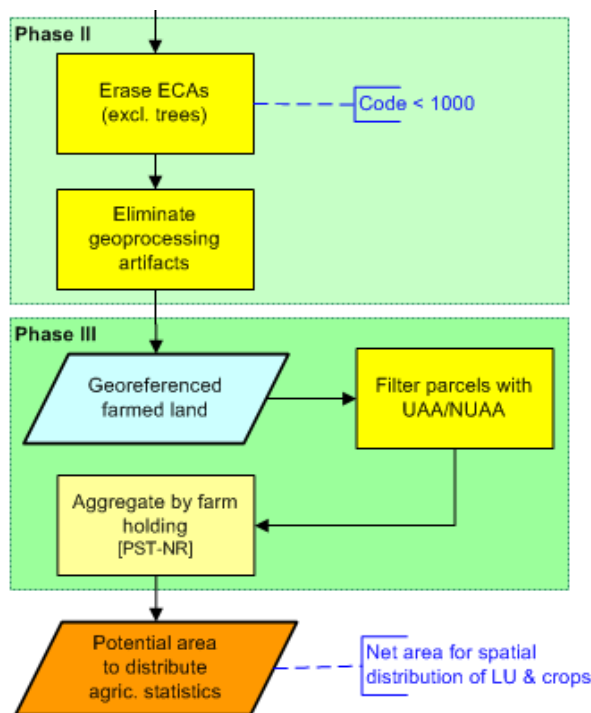 Phase II
Erase ECAs
(excl. trees)
Code < 1000
Eliminate
geoprocessing
artifacts
Phase III
Georeferenced
farmed land
Filter parcels with
UAA/NUAA
Aggregate by farm
holding
[PST-NR]
Potential area
to distribute
agric. statistics
Net area for spatial
distribution of LU & crops